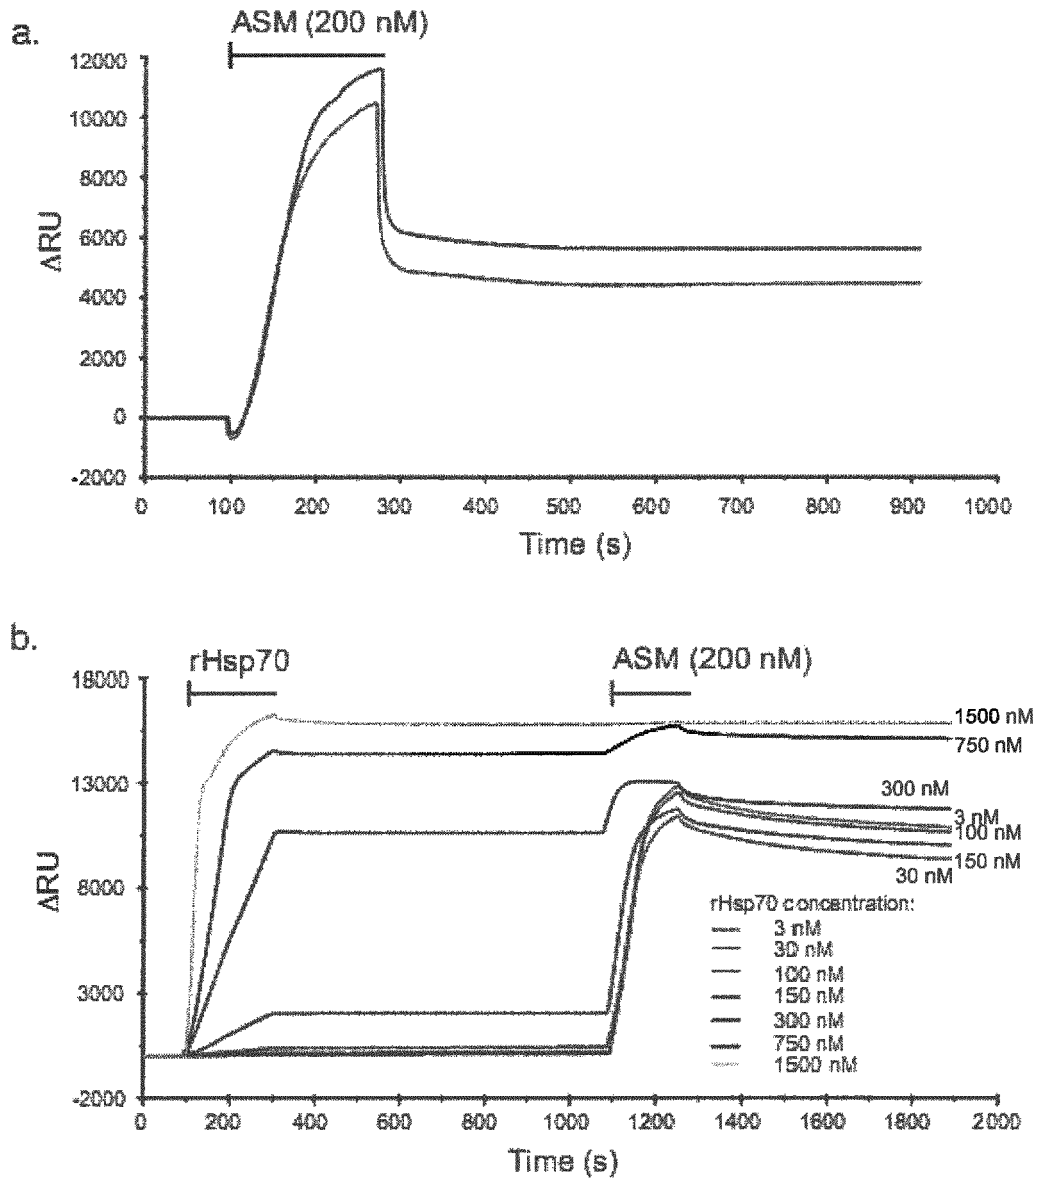 a.
ASM (200 nM)
12000
10000
8000
6000
4000
2000
0
-2000
ΔRU
0 100 200 300 400 500 600 700 800 900 1000
Time (s)
b.
rHsp70
ASM (200 nM)
18000
13000
8000
3000
-2000
ΔRU
1500 nM
750 nM
300 nM
3 nM
100 nM
150 nM
30 nM
rHsp70 concentration:
3 nM
30 nM
100 nM
150 nM
300 nM
750 nM
1500 nM
0 200 400 600 800 1000 1200 1400 1600 1800 2000
Time (s)